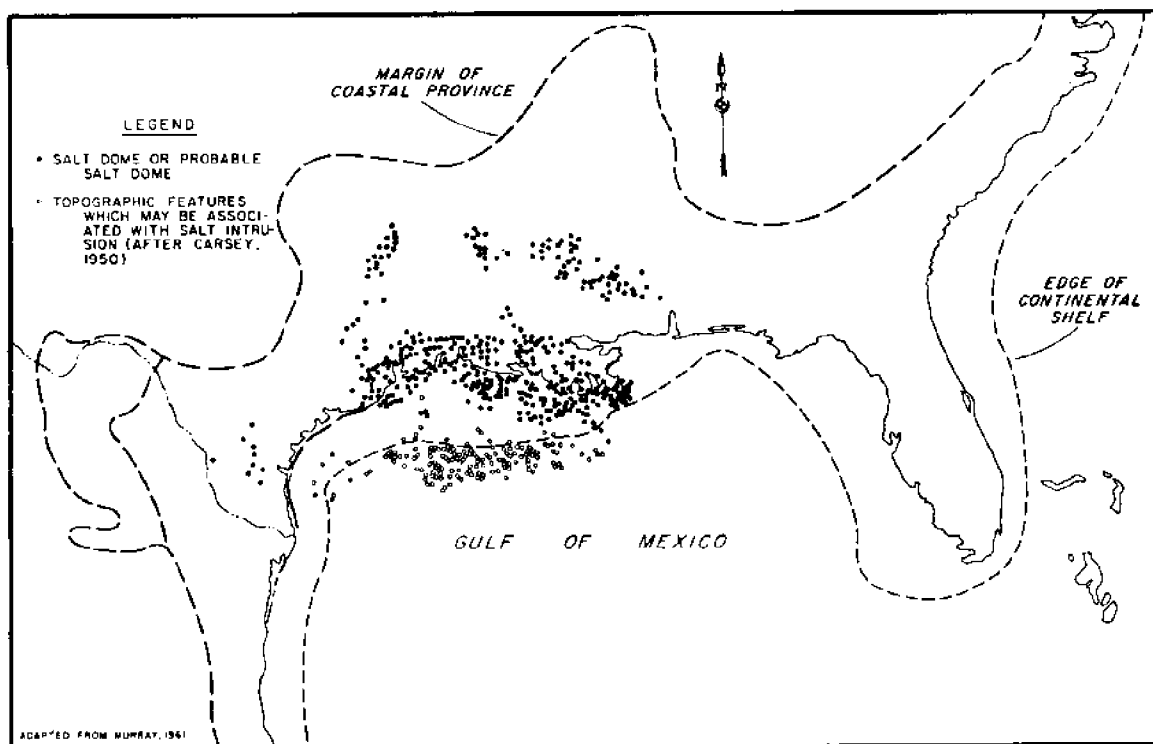 MARGIN OF
COASTAL PROVINCE
N
LEGEND
SALT DOME OR PROBABLE
SALT DOME
TOPOGRAPHIC FEATURES
WHICH MAY BE ASSOCI-
ATED WITH SALT INTRU-
SION (AFTER CARSEY,
1950)
EDGE OF
CONTINENTAL
SHELF
GULF OF MEXICO
ADAPTED FROM MURRAY, 1961